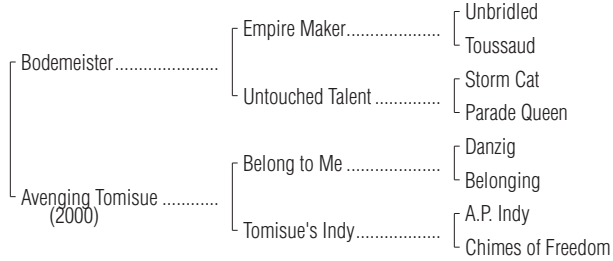 Unbridled
Empire Maker.....................
Toussaud
Bodemeister.......................
Storm Cat
Untouched Talent ...............
Parade Queen
Danzig
Belong to Me .....................
Belonging
Avenging Tomisue ............
(2000)
A.P. Indy
Tomisue's Indy...................
Chimes of Freedom